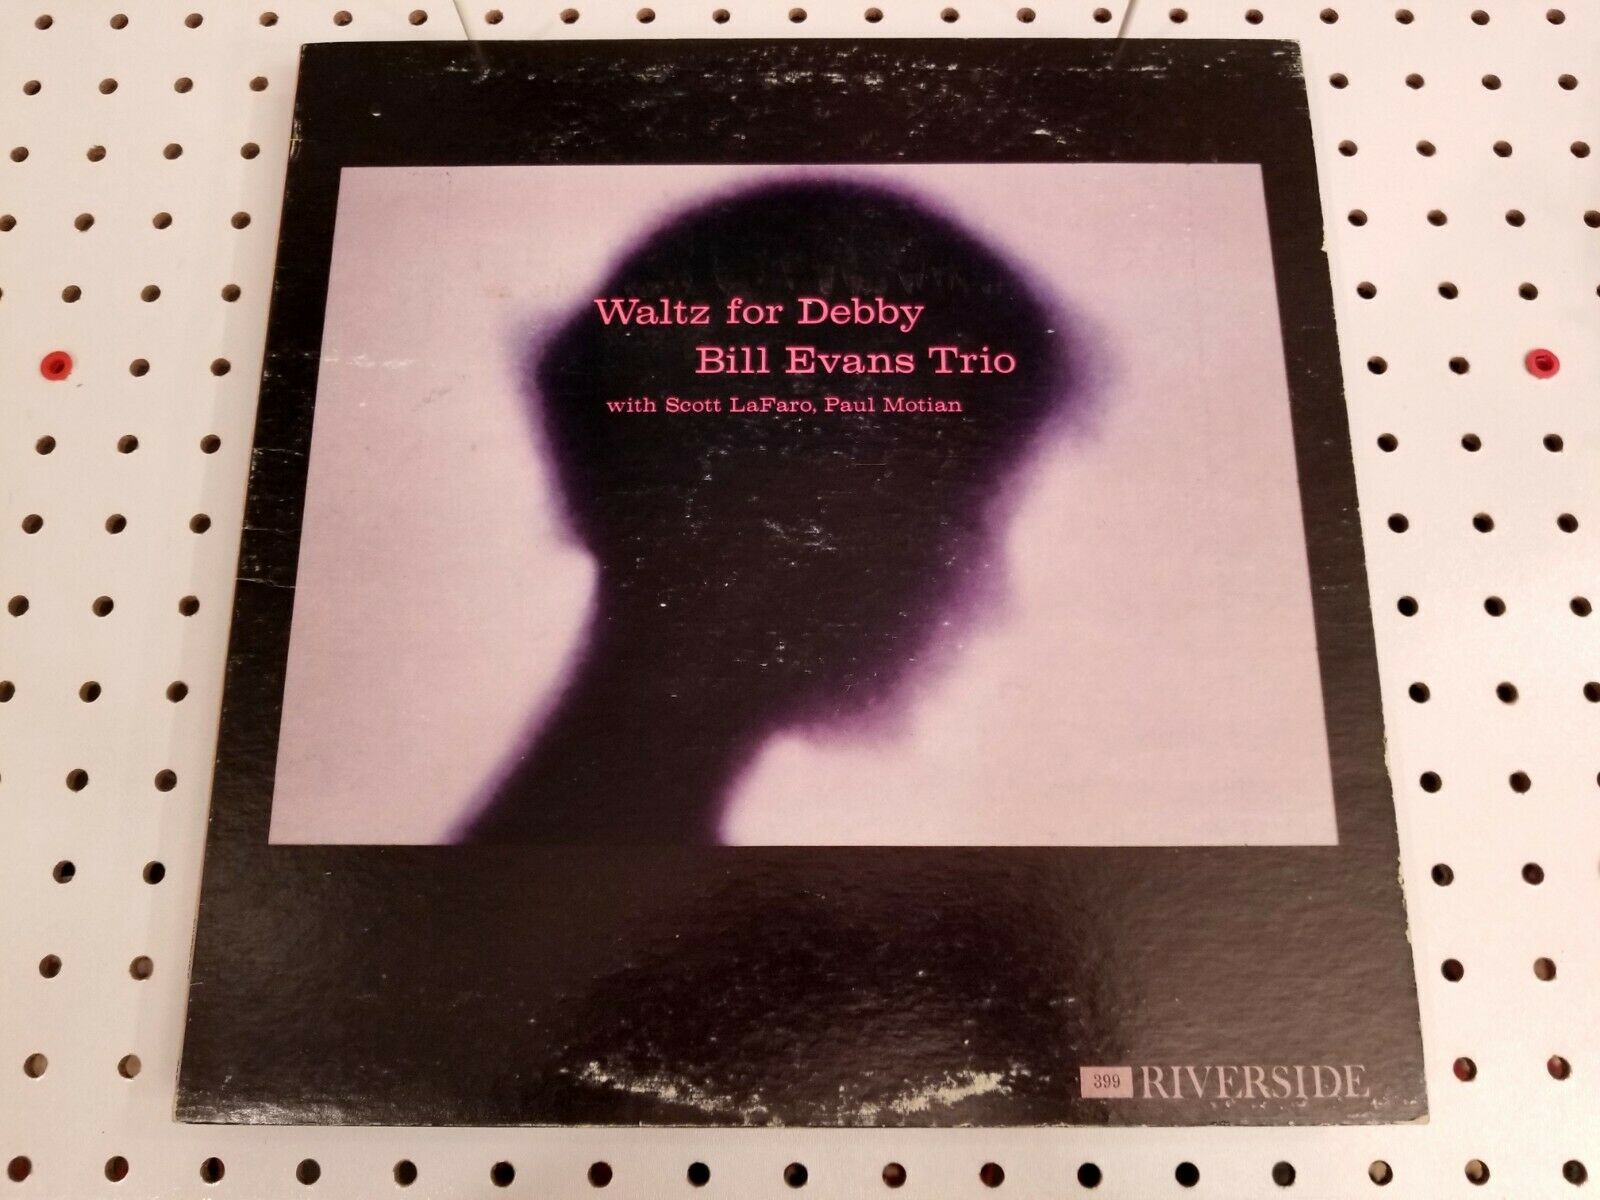 Waltz for Debby
Bill Evans Trio
with Scott LaFaro, Paul Motian
399 RIVERSIDE